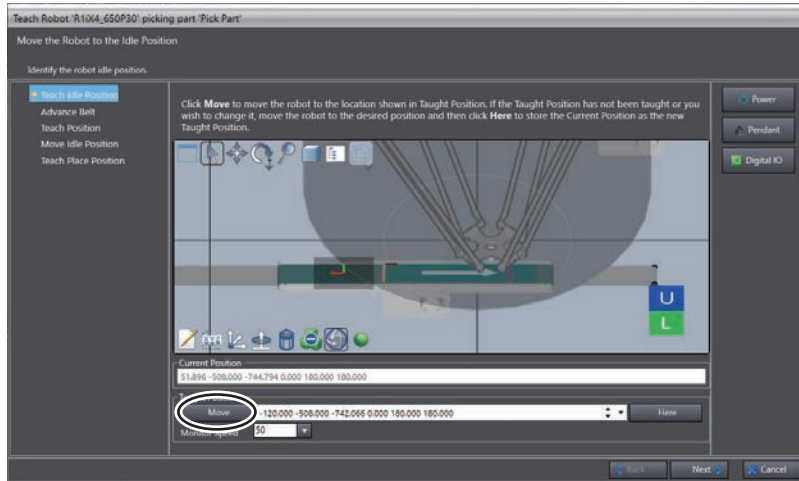 Teach Robot 'R1iX4_650P30' picking part 'Pick Part'
Move the Robot to the Idle Position
Identify the robot idle position.
Teach Idle Position
Advance Belt
Teach Position
Move Idle Position
Teach Place Position
Click Move to move the robot to the location shown in Taught Position. If the Taught Position has not been taught or you
wish to change it, move the robot to the desired position and then click Here to store the Current Position as the new
Taught Position.
Power
Pendant
Digital IO
U
L
Current Position
51.896 -508.000 -744.794 0.000 180.000 180.000
Move
-120.000 -508.000 -742.066 0.000 180.000 180.000
Here
Monitor Speed
50
Back
Next
Cancel